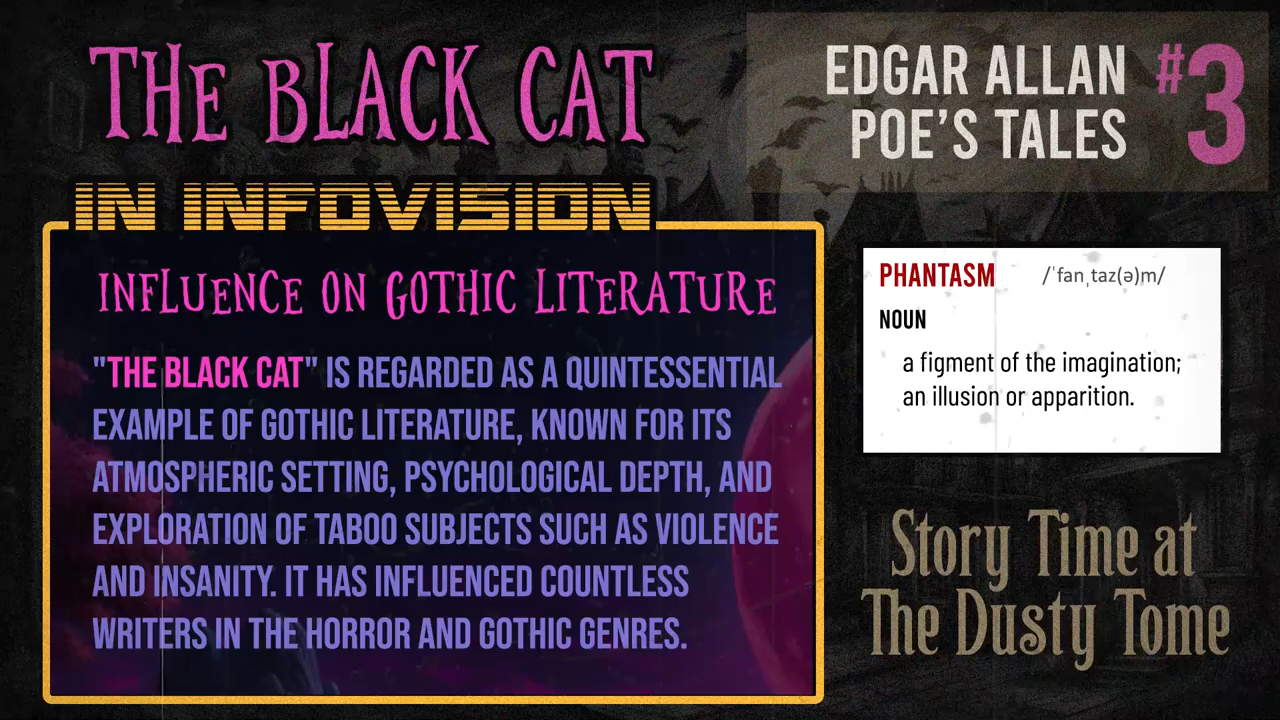 THE BLACK CAT
EDGAR ALLAN
POE'S TALES
#3
IN INFOVISION
INFLUENCE ON GOTHIC LITERATURE
"THE BLACK CAT" IS REGARDED AS A QUINTESSENTIAL
EXAMPLE OF GOTHIC LITERATURE, KNOWN FOR ITS
ATMOSPHERIC SETTING, PSYCHOLOGICAL DEPTH, AND
EXPLORATION OF TABOO SUBJECTS SUCH AS VIOLENCE
AND INSANITY. IT HAS INFLUENCED COUNTLESS
WRITERS IN THE HORROR AND GOTHIC GENRES.
PHANTASM /ˈfanˌtaz(ə)m/
NOUN
a figment of the imagination;
an illusion or apparition.
Story Time at
The Dusty Tome